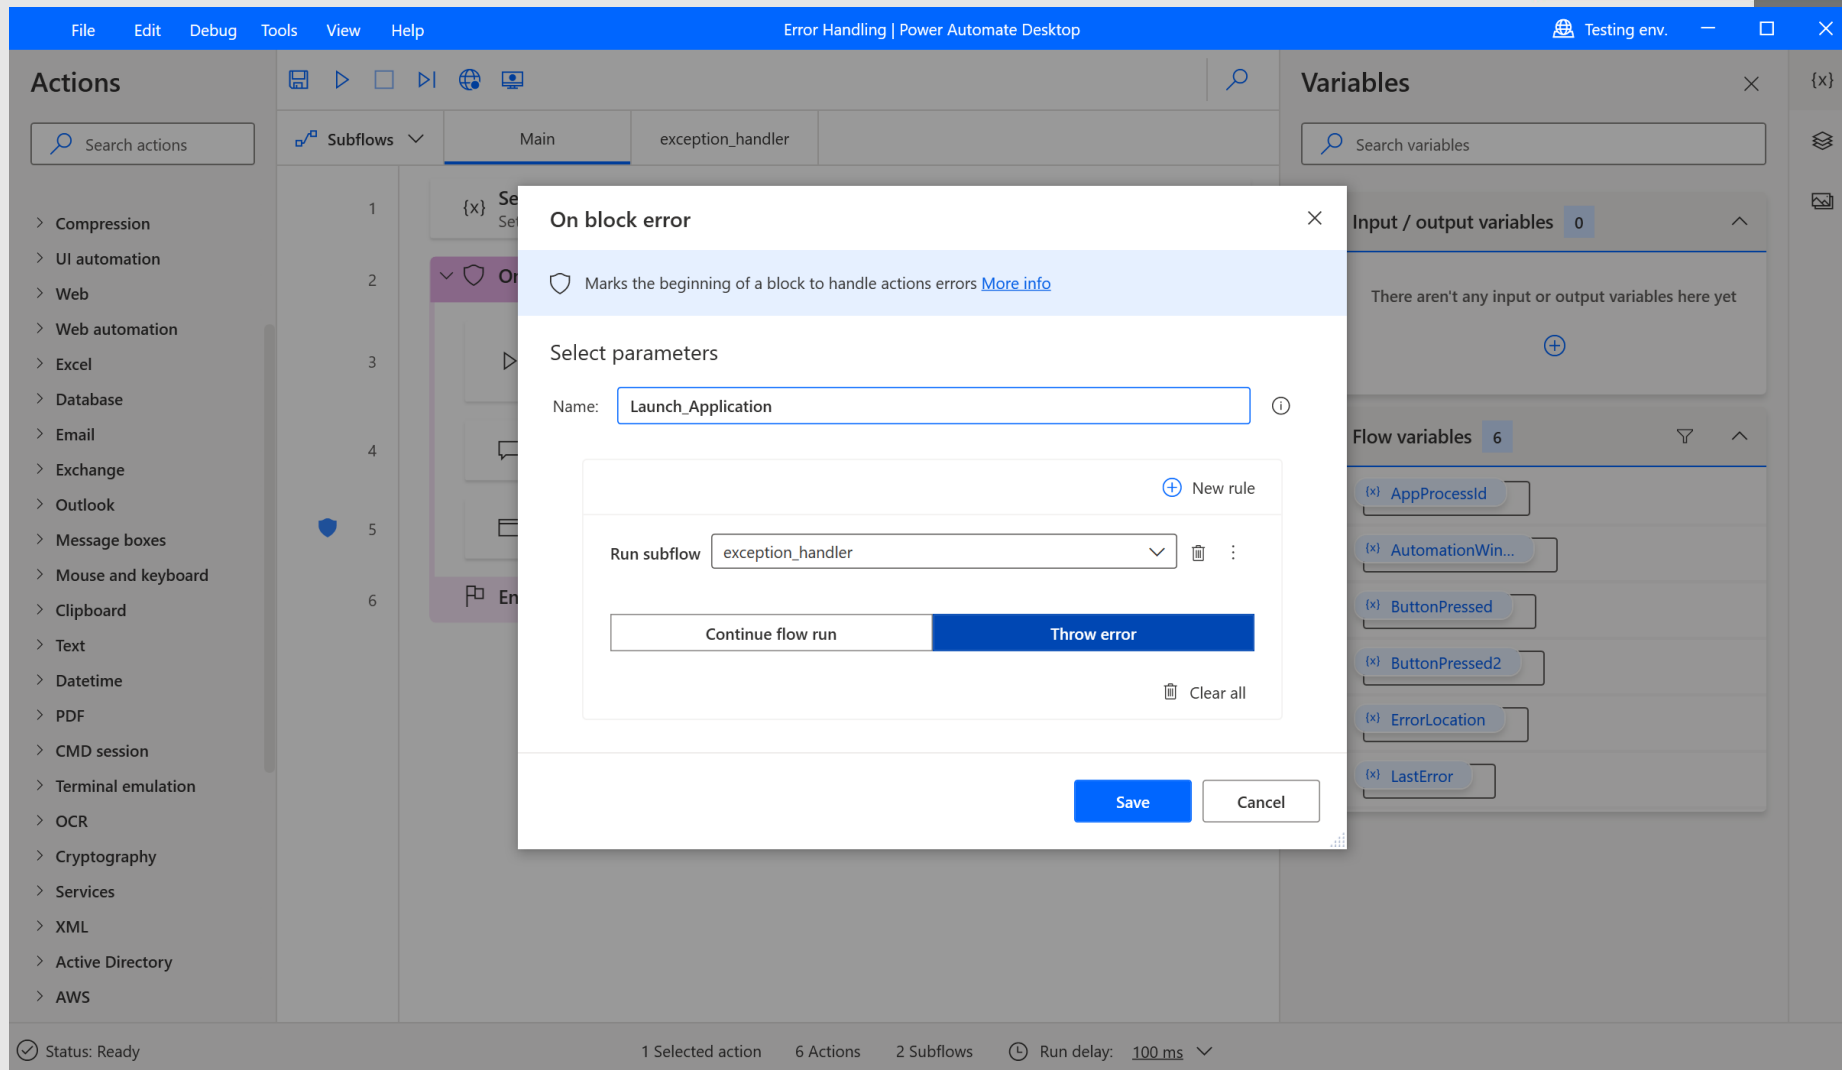 File Edit Debug Tools View Help
Error Handling | Power Automate Desktop
Testing env.
Actions
Search actions
Compression
UI automation
Web
Web automation
Excel
Database
Email
Exchange
Outlook
Message boxes
Mouse and keyboard
Clipboard
Text
Datetime
PDF
CMD session
Terminal emulation
OCR
Cryptography
Services
XML
Active Directory
AWS
Subflows
Main
exception_handler
1
{x} Se
Set
2
On
3
4
5
6
En
On block error
Marks the beginning of a block to handle actions errors More info
Select parameters
Name: Launch_Application
New rule
Run subflow exception_handler
Continue flow run
Throw error
Clear all
Save
Cancel
Variables
{x}
Search variables
Input / output variables 0
There aren't any input or output variables here yet
Flow variables 6
{x} AppProcessId
{x} AutomationWin...
{x} ButtonPressed
{x} ButtonPressed2
{x} ErrorLocation
{x} LastError
Status: Ready
1 Selected action
6 Actions
2 Subflows
Run delay: 100 ms